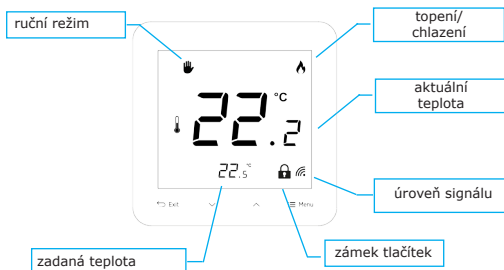 ruční režim
topení/
chlazení
°C
22.2
aktuální
teplota
22.5 °C
úroveň signálu
Exit
Menu
zámek tlačítek
zadaná teplota